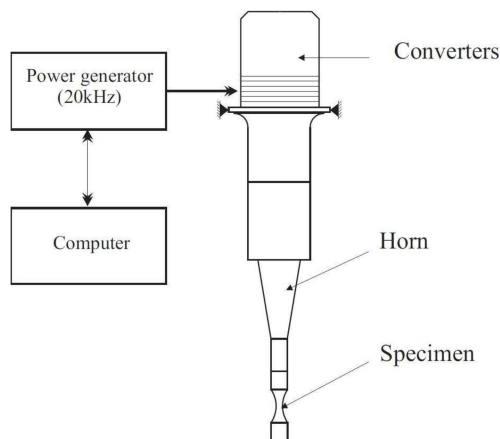 Converters
Power generator
(20kHz)
Computer
Horn
Specimen